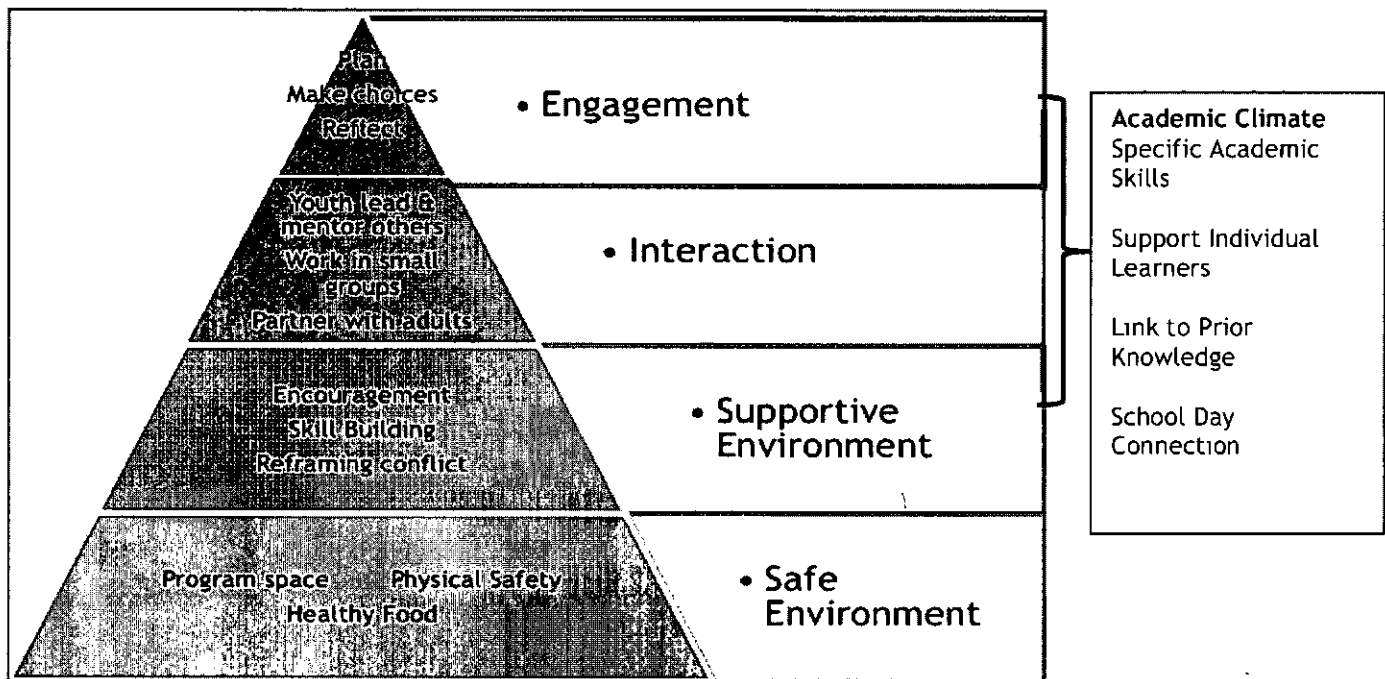 Plan
Make choices
Reflect
• Engagement
Youth lead &
mentor others
Work in small
groups
Partner with adults
• Interaction
Encouragement
Skill Building
Reframing conflict
• Supportive
Environment
Program space Physical Safety
Healthy Food
• Safe
Environment
Academic Climate
Specific Academic
Skills
Support Individual
Learners
Link to Prior
Knowledge
School Day
Connection